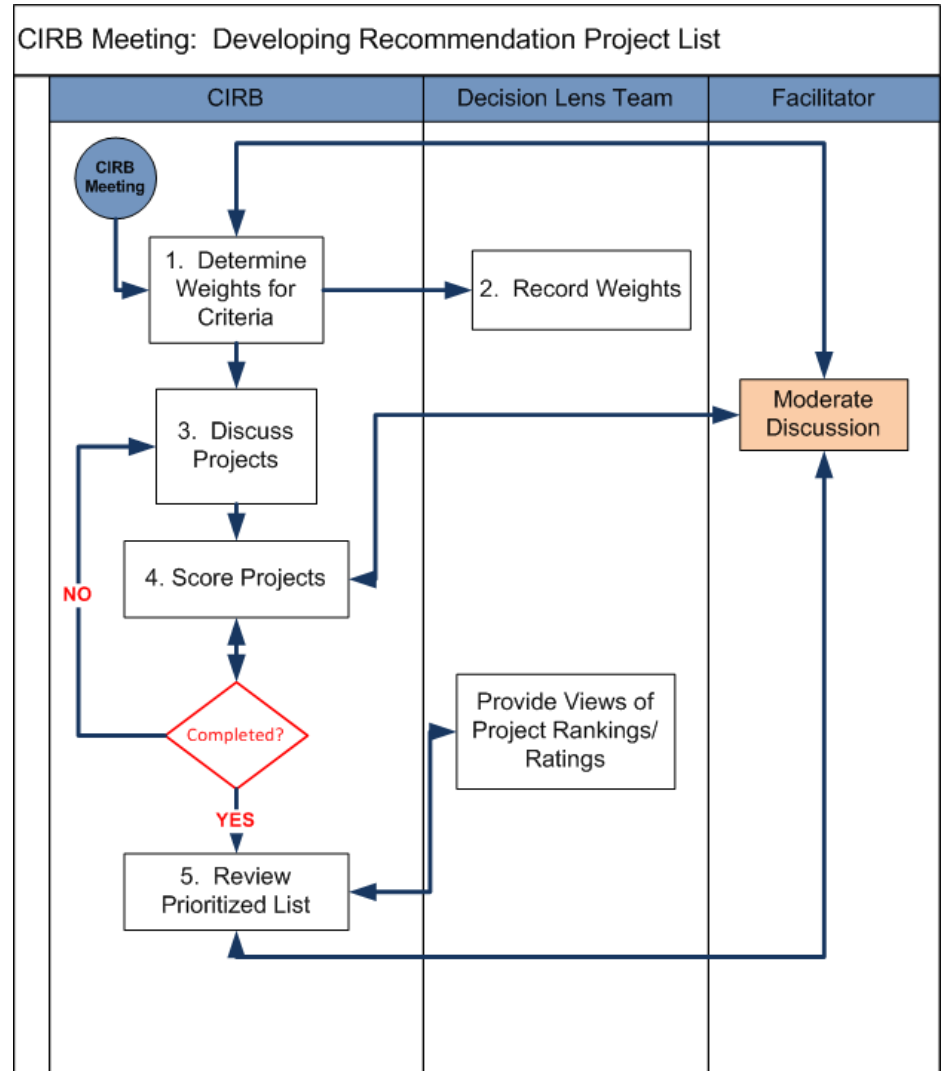 CIRB Meeting:  Developing Recommendation Project List
CIRB
Decision Lens Team
Facilitator
CIRB
Meeting
1.  Determine
Weights for
Criteria
2.  Record Weights
Moderate
Discussion
3.  Discuss
Projects
4. Score Projects
NO
Completed?
Provide Views of
Project Rankings/
Ratings
YES
5.  Review
Prioritized List